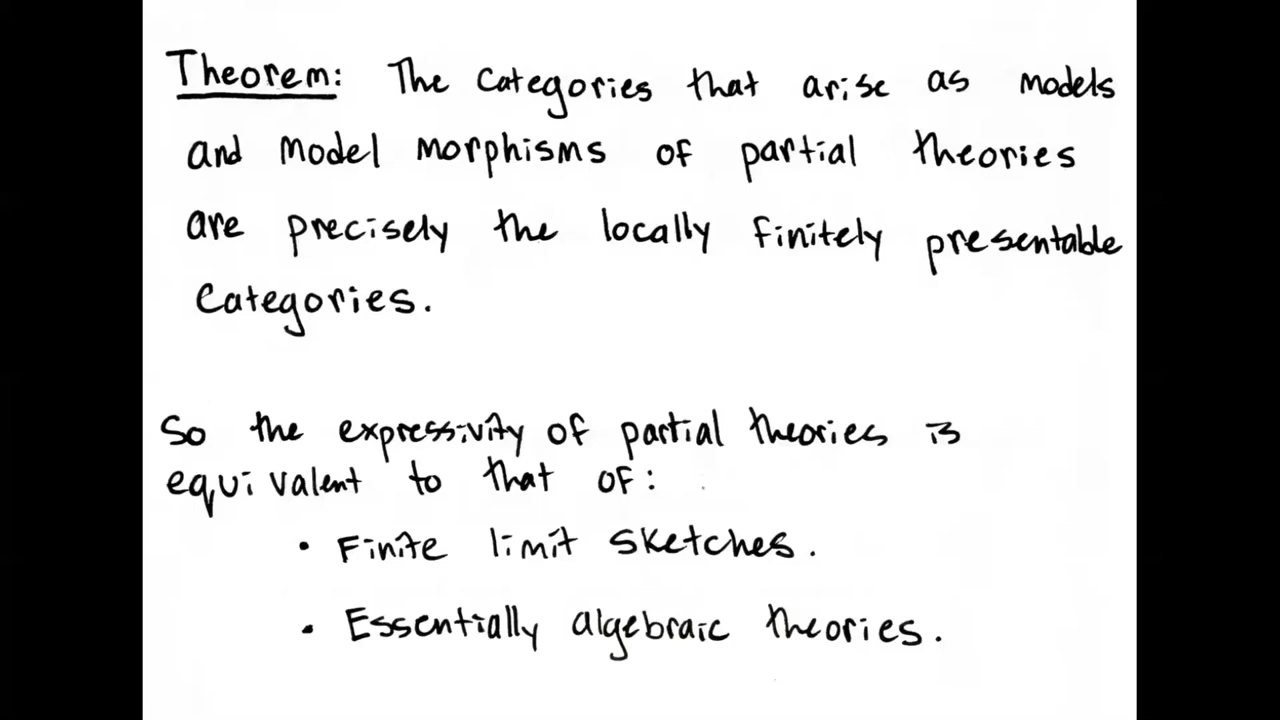 Theorem: The categories that arise as models
and model morphisms of partial theories
are precisely the locally finitely presentable
categories.
So the expressivity of partial theories is
equivalent to that of:
• Finite limit sketches.
• Essentially algebraic theories.